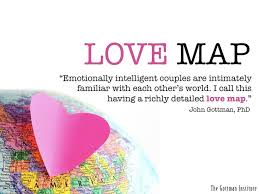 LOVE MAP
“Emotionally intelligent couples are intimately
familiar with each other’s world. I call this
having a richly detailed love map.”
- John Gottman, PhD
AMERI
The Gottman Institute